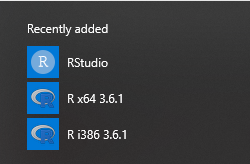 Recently added
R
RStudio
R
R x64 3.6.1
R
R i386 3.6.1